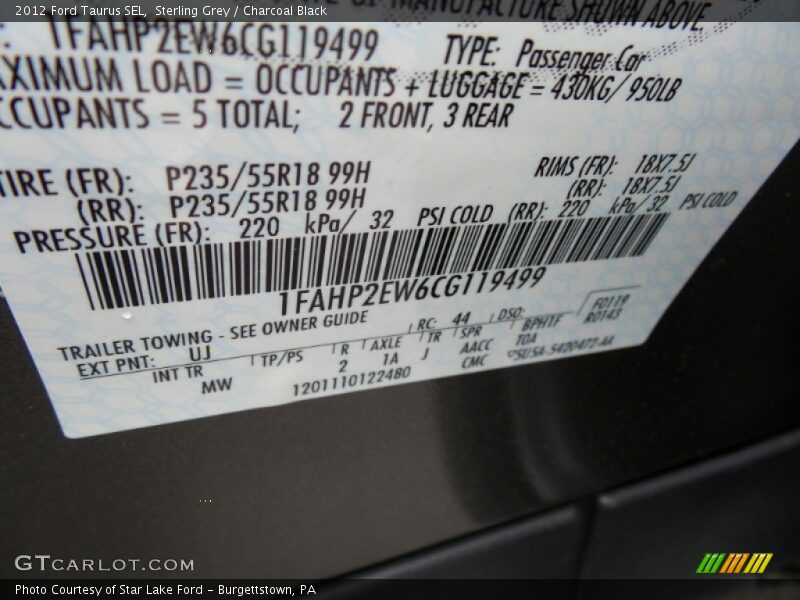 2012 Ford Taurus SEL, Sterling Grey / Charcoal Black
OF MANUFACTURE SHOWN ABOVE.
1FAHP2EW6CG119499 TYPE: Passenger Car
XIMUM LOAD = OCCUPANTS + LUGGAGE = 430KG/ 950LB
CCUPANTS = 5 TOTAL; 2 FRONT, 3 REAR
TIRE (FR): P235/55R18 99H RIMS (FR): 18X7.5J
(RR): P235/55R18 99H (RR): 18X7.5J
PRESSURE (FR): 220 kPa/ 32 PSI COLD (RR): 220 kPa/ 32 PSI COLD
1FAHP2EW6CG119499
TRAILER TOWING - SEE OWNER GUIDE RC: 44 DSO: F0119
EXT PNT: UJ R0143
INT TR TP/PS R AXLE TR SPR BPHTF
MW 2 1A J AACC TOA
1201110122480 CMC SUSA-5420472-AA
GTCARLOT.COM
Photo Courtesy of Star Lake Ford - Burgettstown, PA